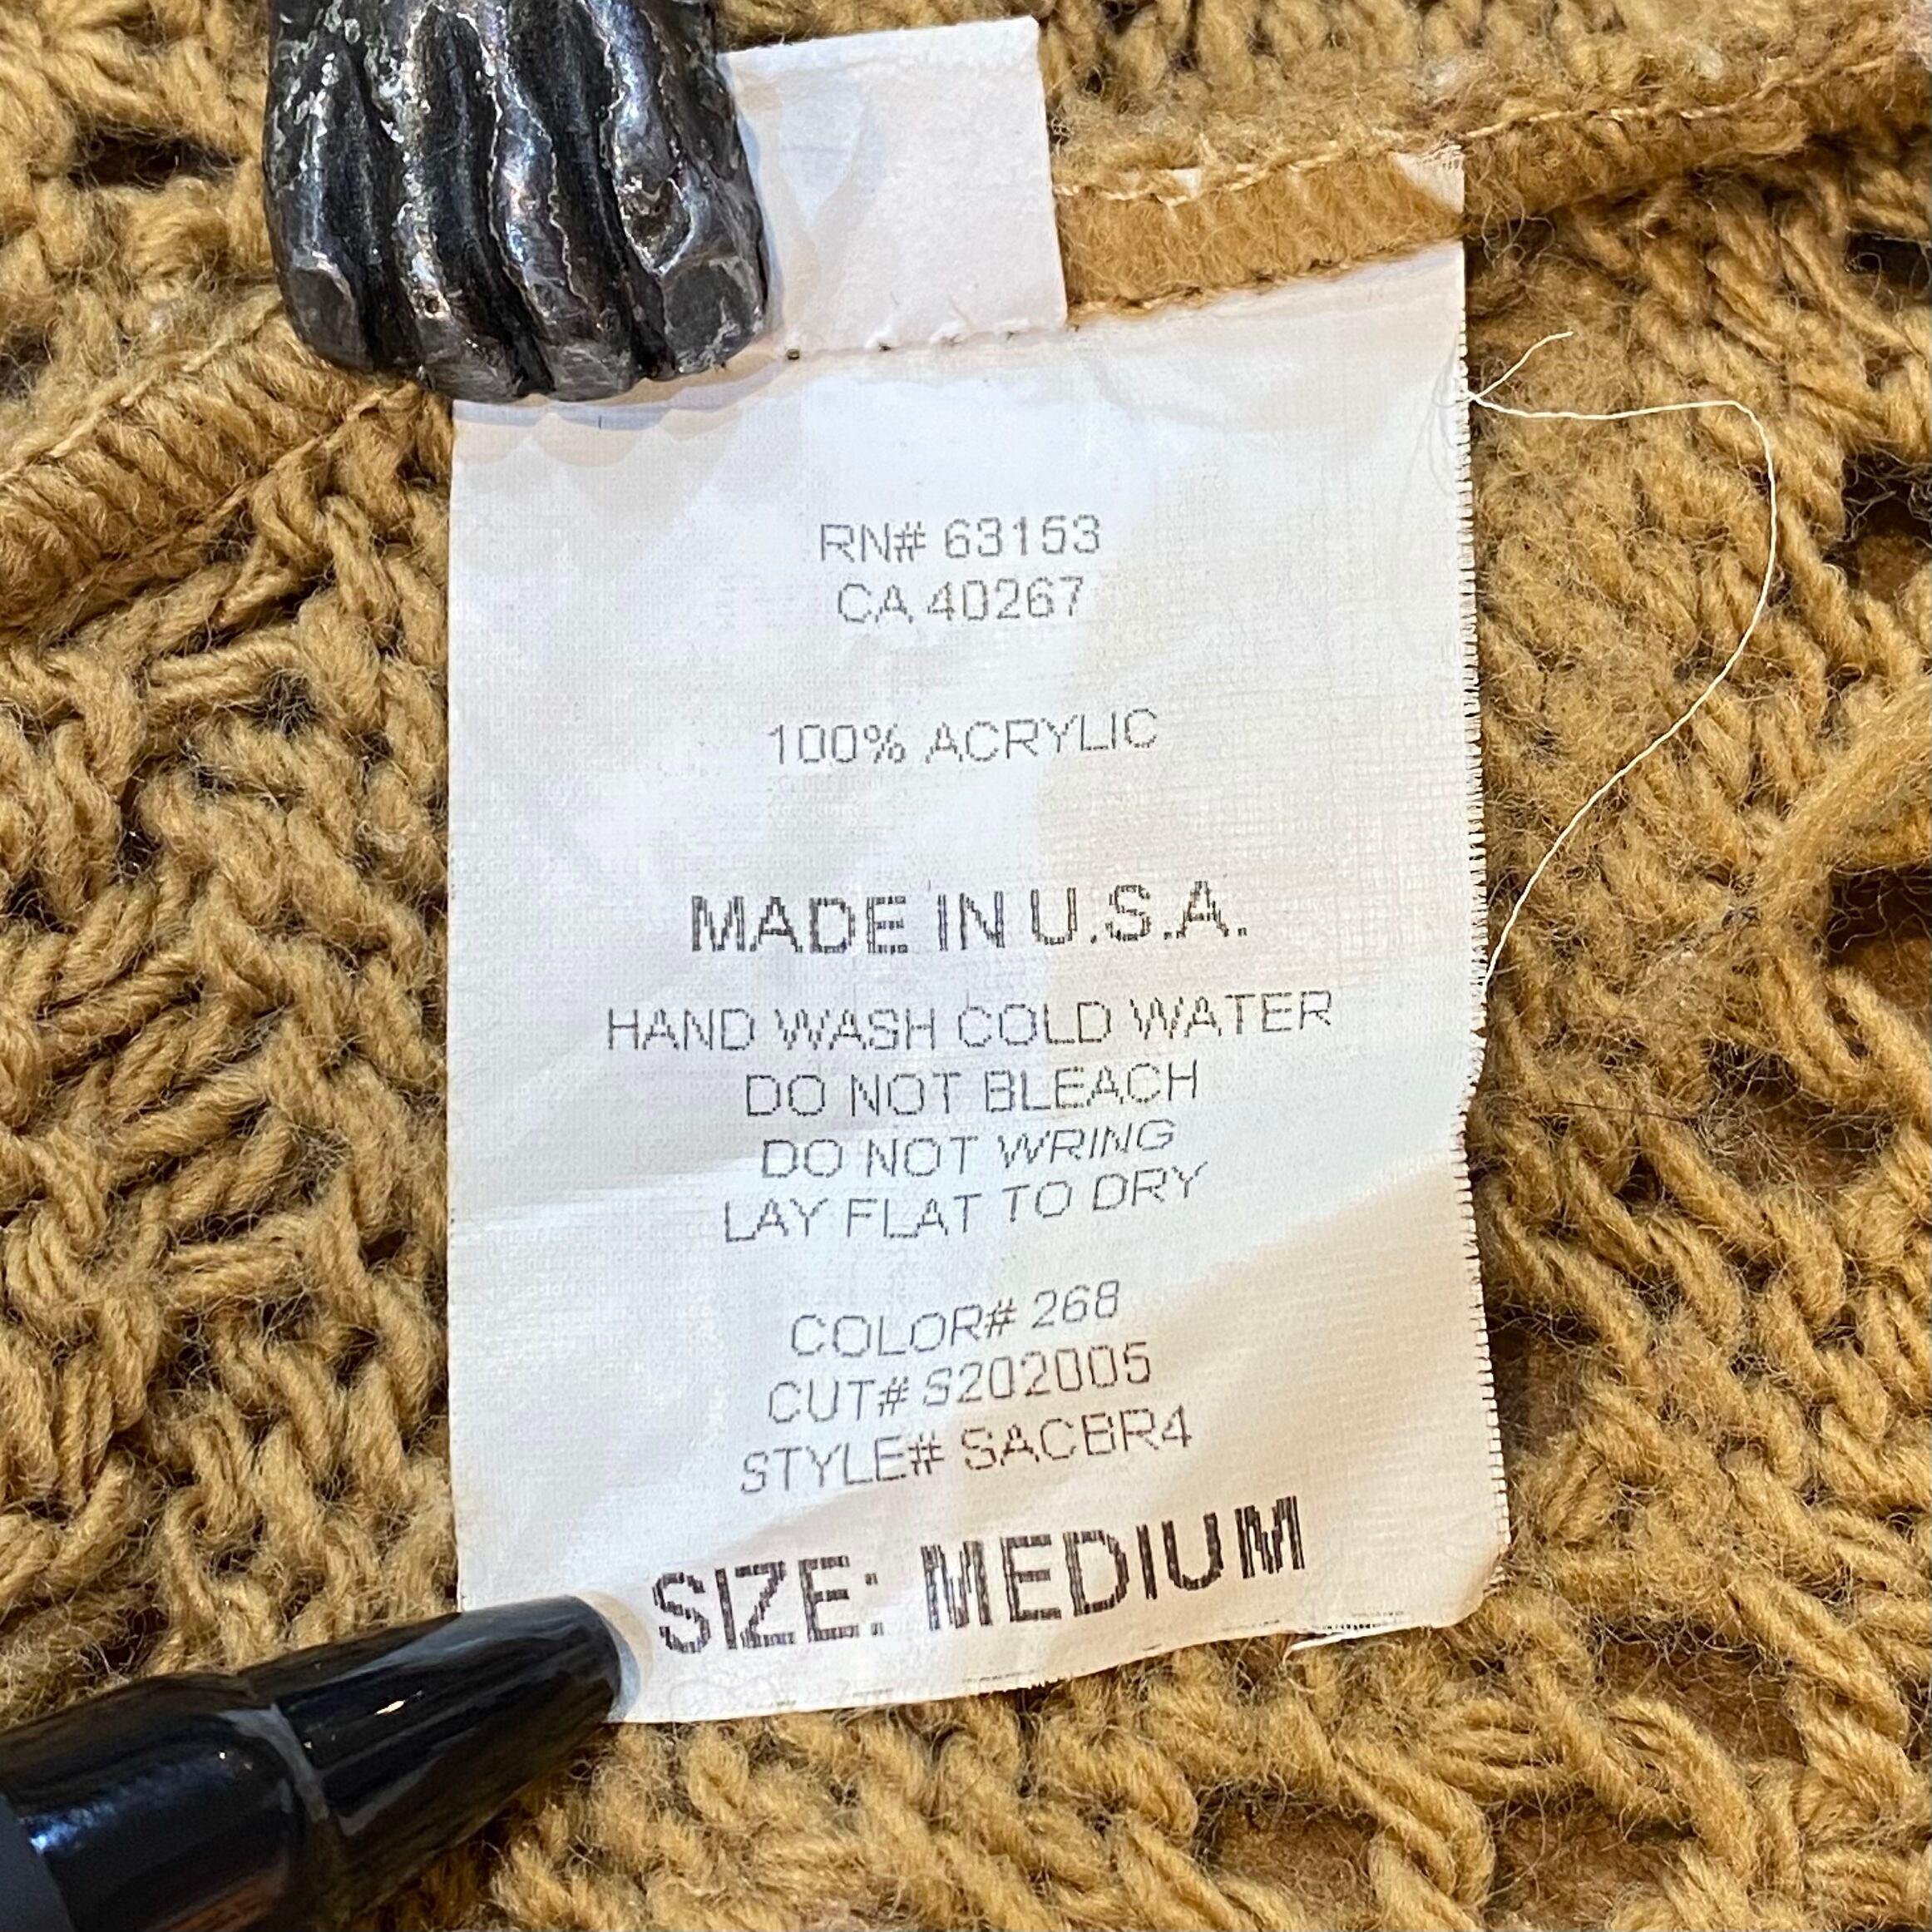 RN# 63153
CA 40267
100% ACRYLIC
MADE IN U.S.A.
HAND WASH COLD WATER
DO NOT BLEACH
DO NOT WRING
LAY FLAT TO DRY
COLOR# 268
CUT# S202005
STYLE# SACBR4
SIZE: MEDIUM